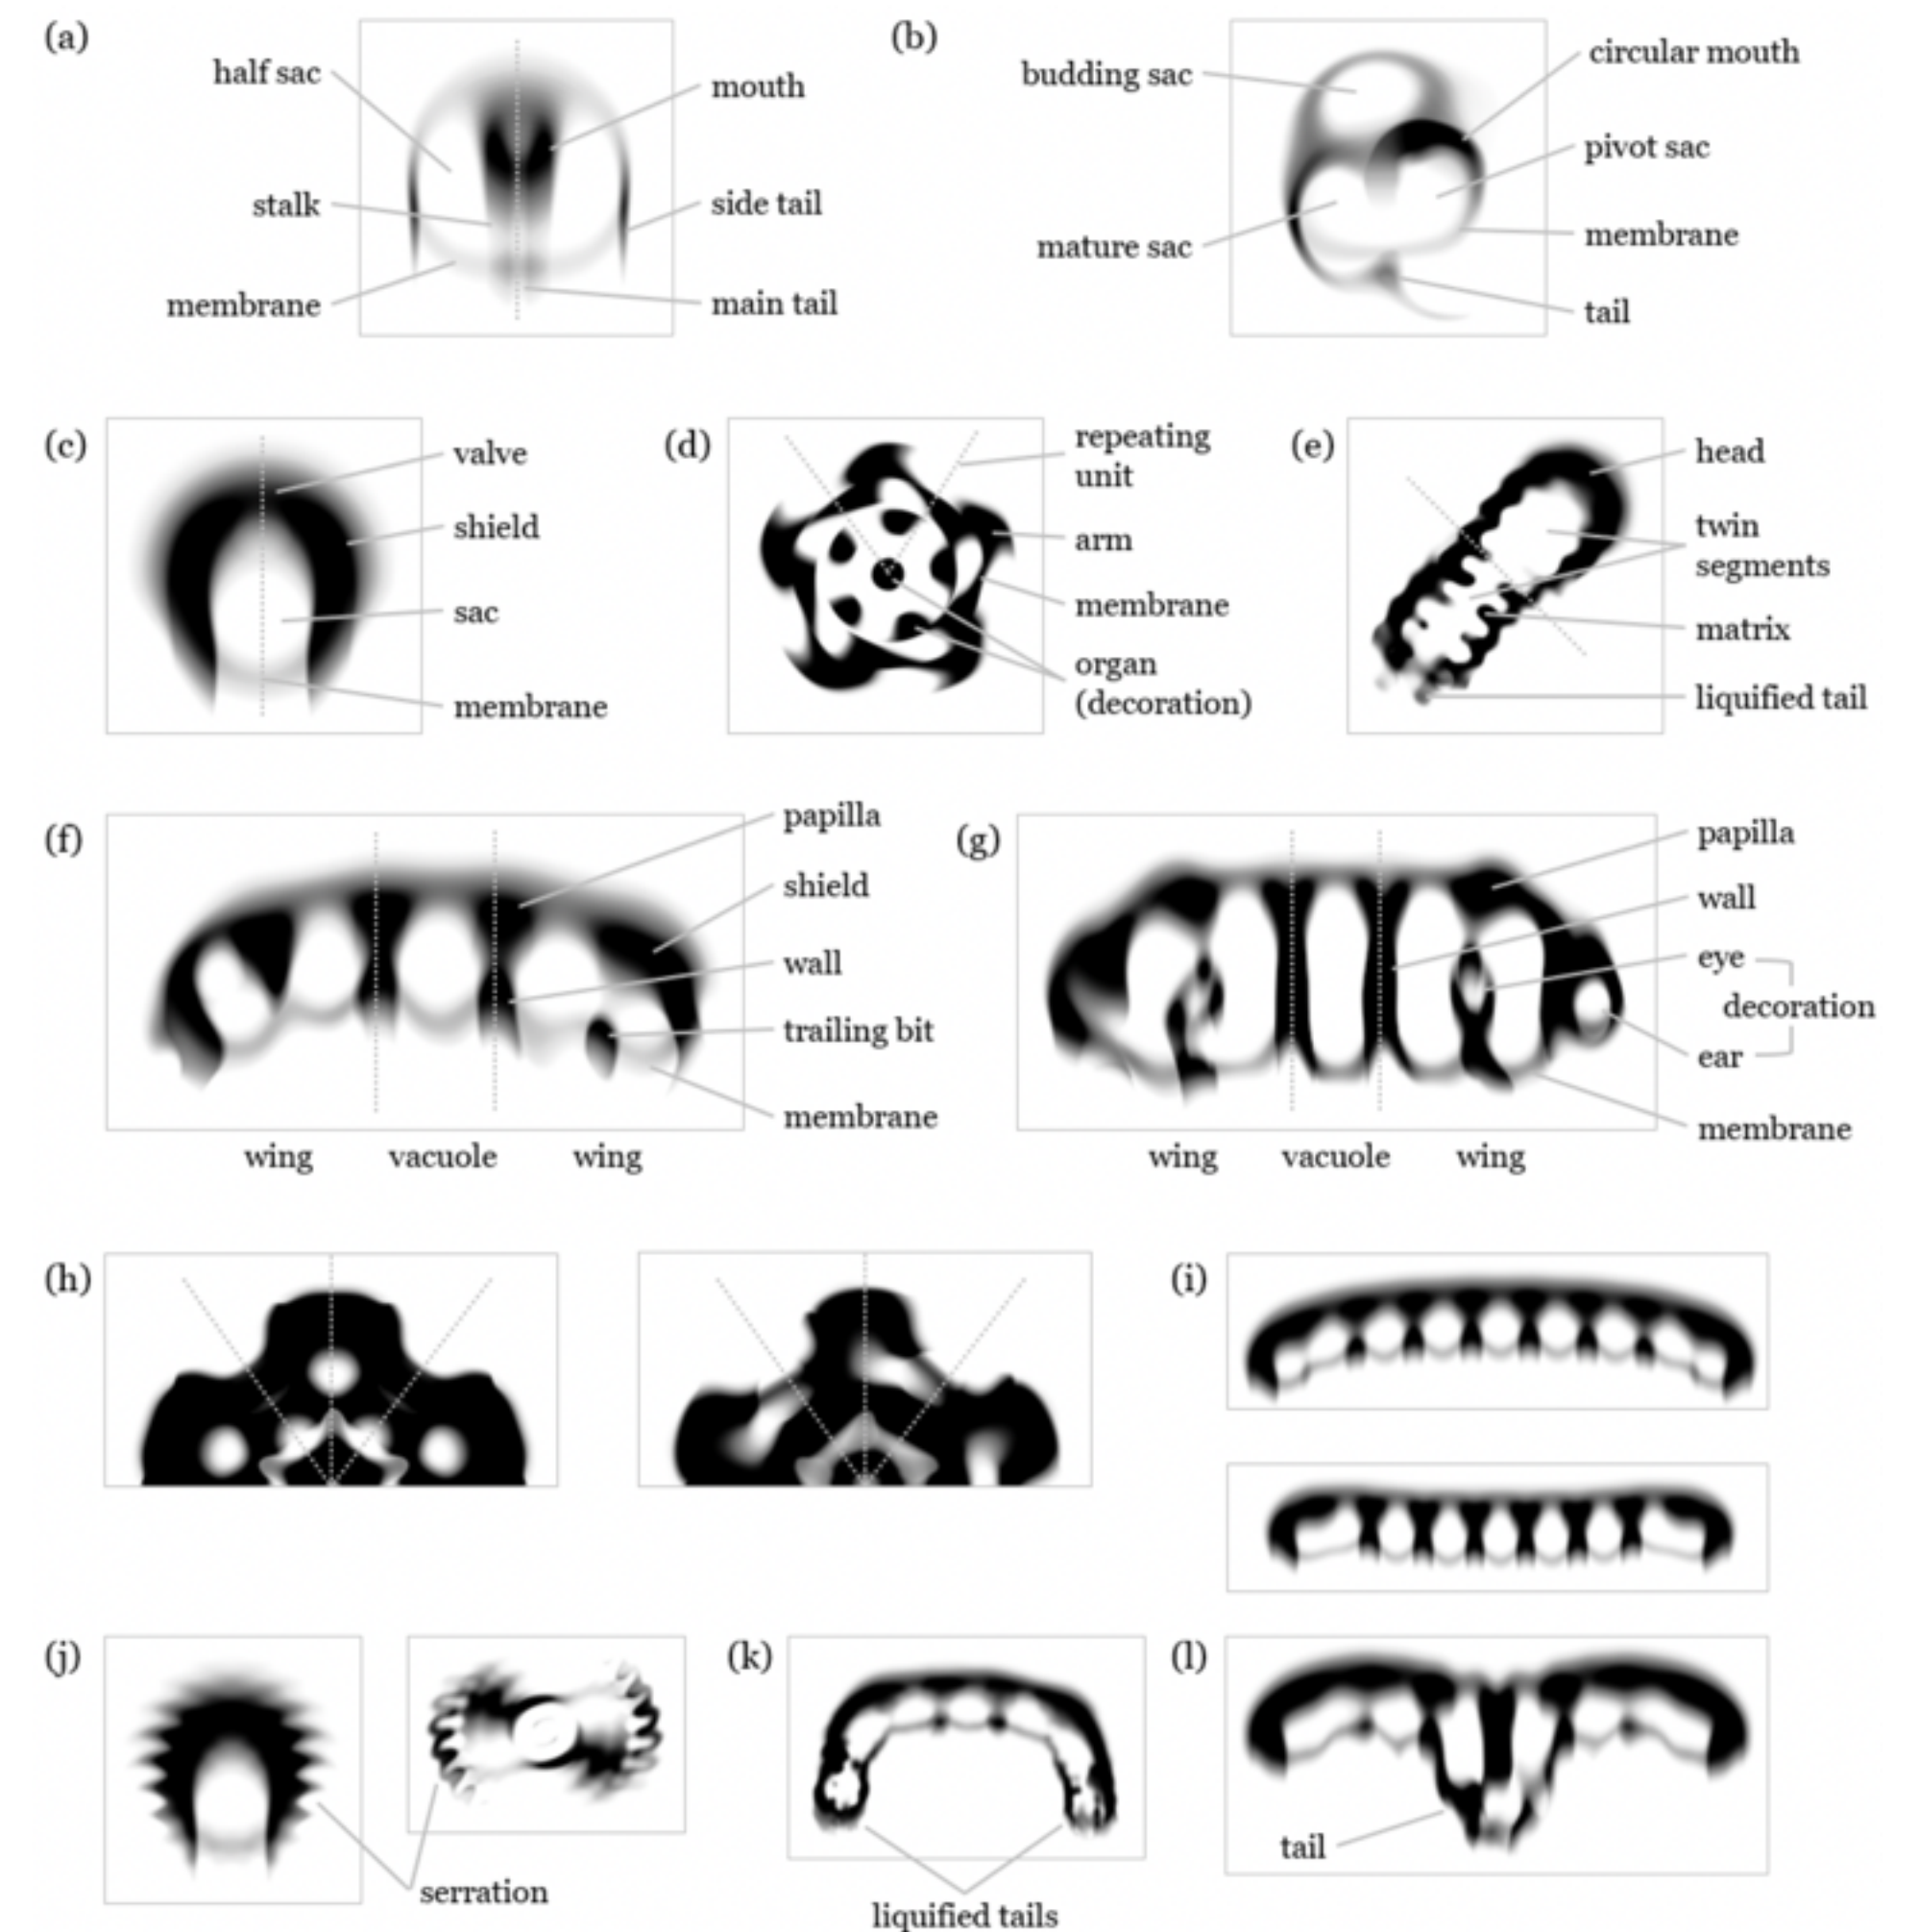 (a)
half sac
mouth
stalk
side tail
membrane
main tail
(b)
budding sac
circular mouth
pivot sac
mature sac
membrane
tail
(c)
valve
shield
sac
membrane
(d)
repeating
unit
arm
membrane
organ
(decoration)
(e)
head
twin
segments
matrix
liquified tail
(f)
papilla
shield
wall
trailing bit
membrane
wing
vacuole
wing
(g)
papilla
wall
eye
decoration
ear
membrane
wing
vacuole
wing
(h)
(i)
(j)
serration
(k)
liquified tails
(l)
tail